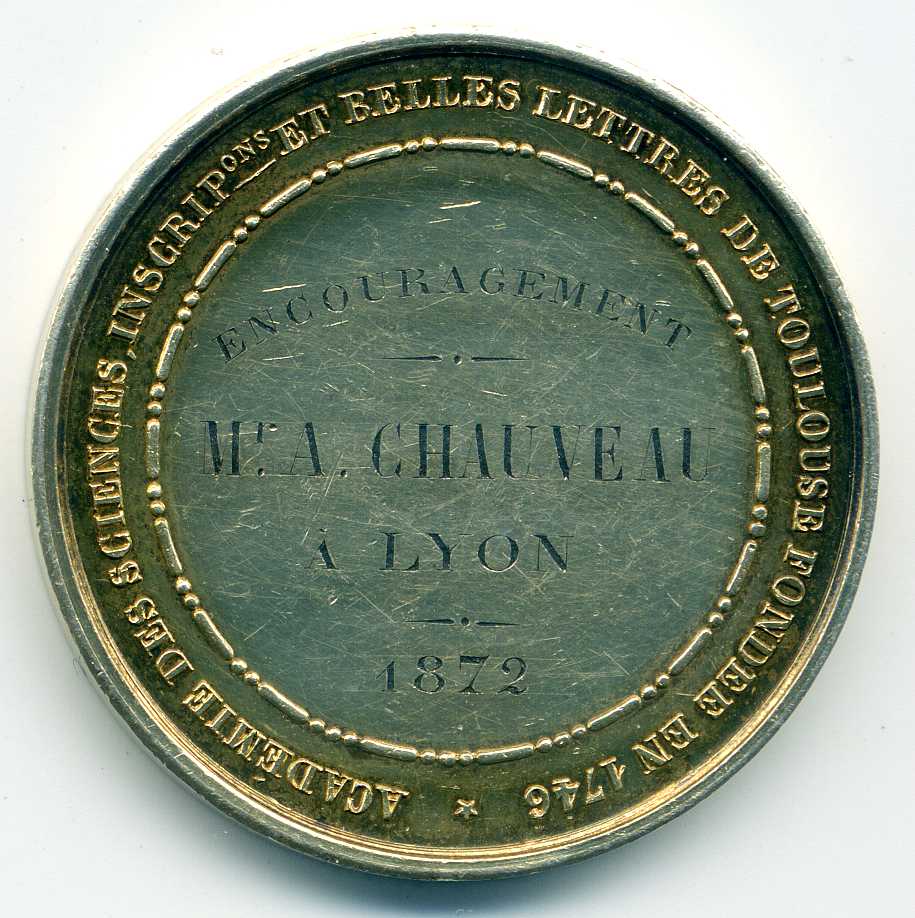 ACADÉMIE DES SCIENCES, INSCRIPONS ET BELLES LETTRES DE TOULOUSE FONDÉE EN 1746
ENCOURAGEMENT
Mr. A. CHAUVEAU
À LYON
1872